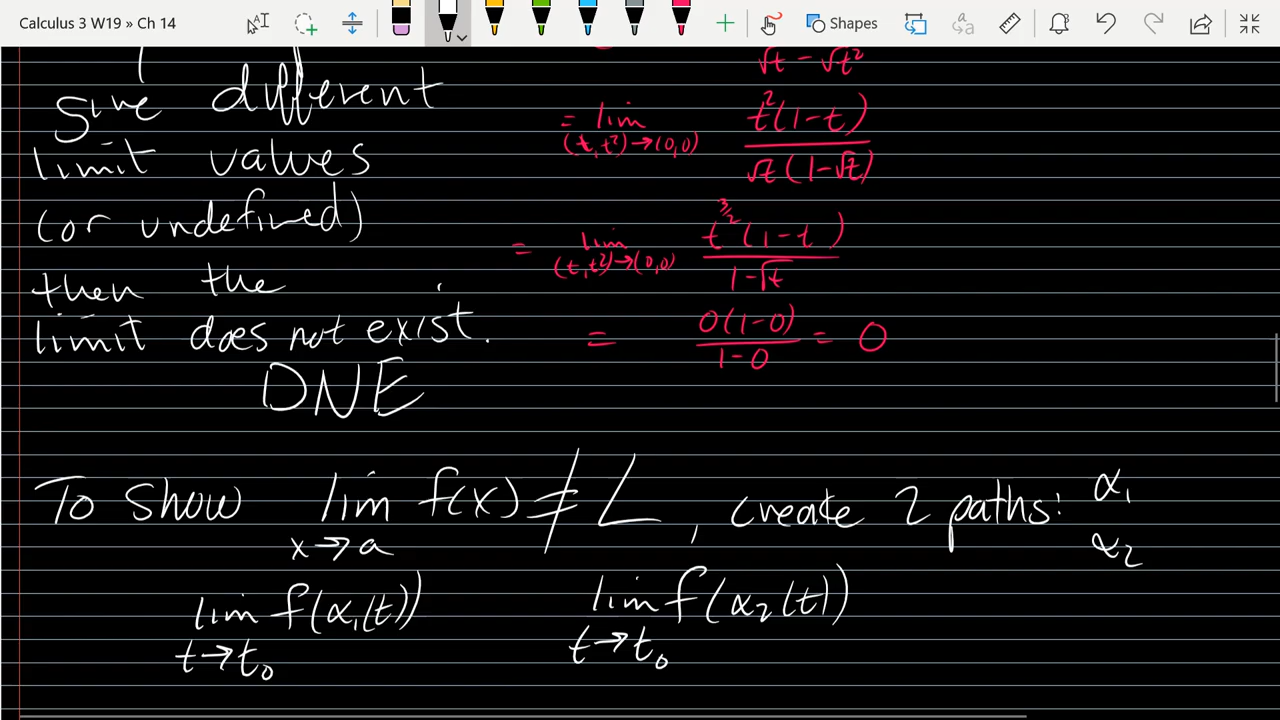 Calculus 3 W19 » Ch 14
Shapes
give different
limit values
(or undefined)
then the
limit does not exist.
DNE
√t - √t²
= lim (t,t²)→(0,0) t²(1-t) / √t(1-√t)
= lim (t,t²)→(0,0) t^(3/2)(1-t) / 1-√t
= 0(1-0) / 1-0 = 0
To show lim x→a f(x) ≠ L, create 2 paths: α₁
α₂
lim t→t₀ f(α₁(t)) lim t→t₀ f(α₂(t))